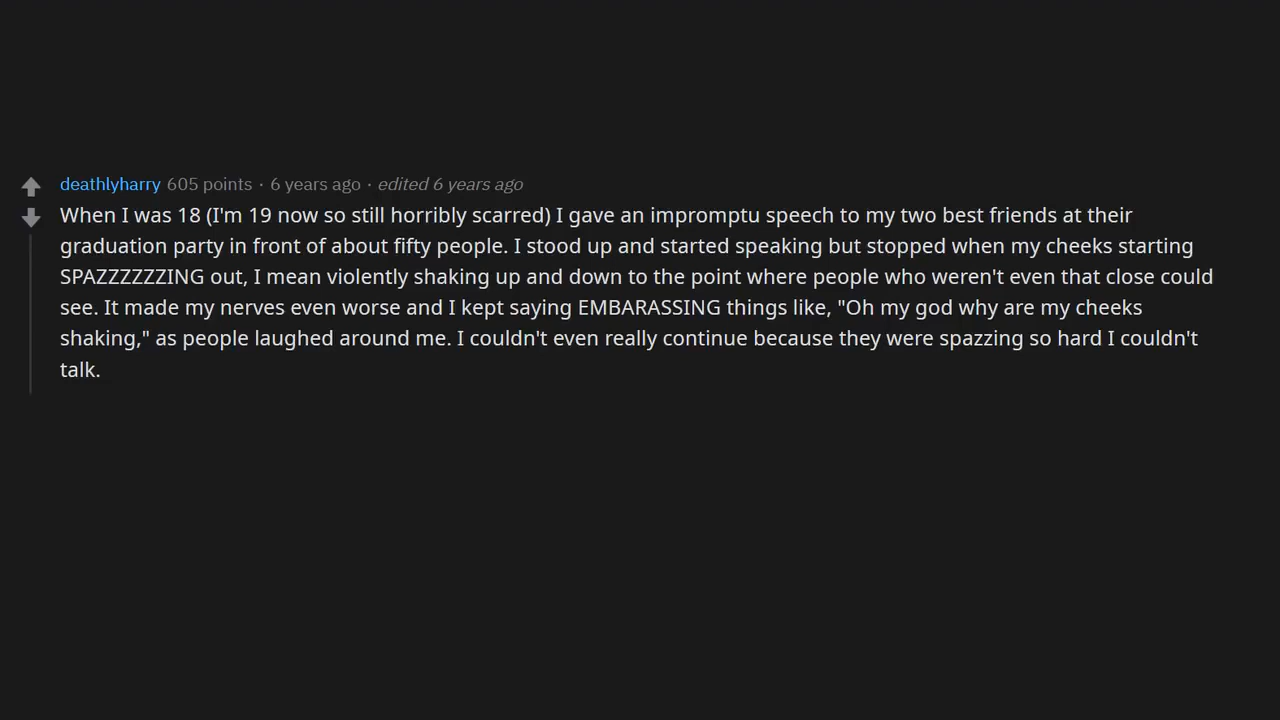 deathlyharry 605 points · 6 years ago · edited 6 years ago
When I was 18 (I'm 19 now so still horribly scarred) I gave an impromptu speech to my two best friends at their
graduation party in front of about fifty people. I stood up and started speaking but stopped when my cheeks starting
SPAZZZZZZING out, I mean violently shaking up and down to the point where people who weren't even that close could
see. It made my nerves even worse and I kept saying EMBARASSING things like, "Oh my god why are my cheeks
shaking," as people laughed around me. I couldn't even really continue because they were spazzing so hard I couldn't
talk.